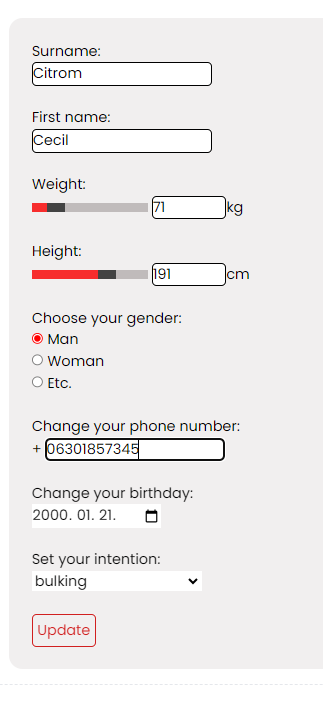 Surname:
Citrom
First name:
Cecil
Weight:
71 kg
Height:
191 cm
Choose your gender:
Man
Woman
Etc.
Change your phone number:
+ 06301857345
Change your birthday:
2000. 01. 21.
Set your intention:
bulking
Update